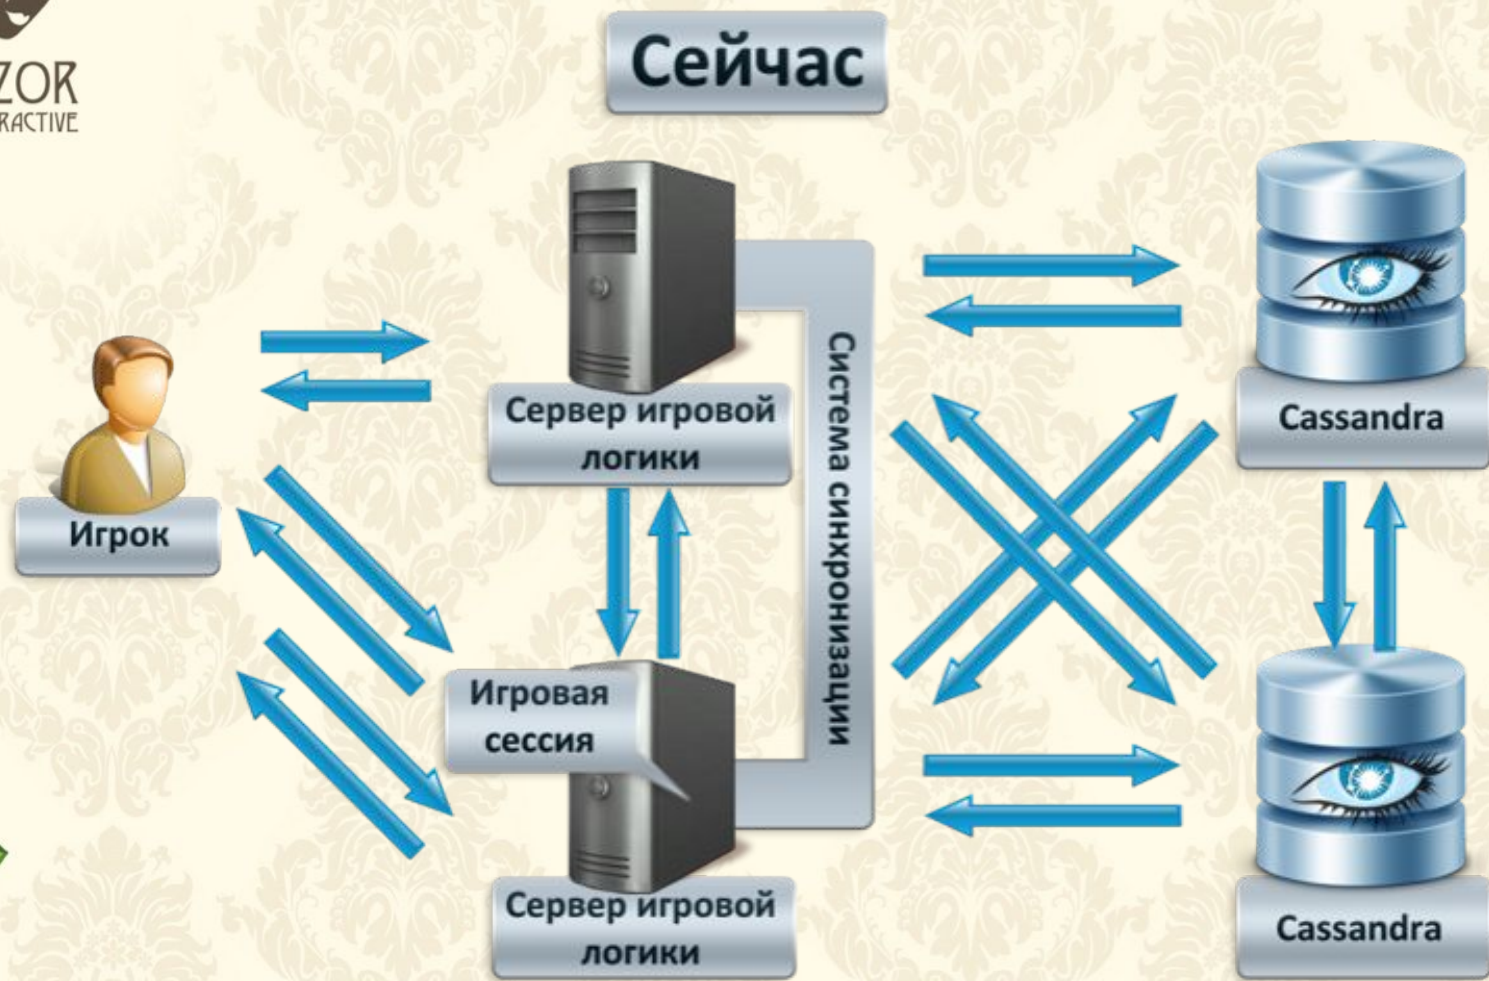 ZOR
RACTIVE
Сейчас
Сервер игровой
логики
Система синхронизации
Cassandra
Игрок
Игровая
сессия
Сервер игровой
логики
Cassandra